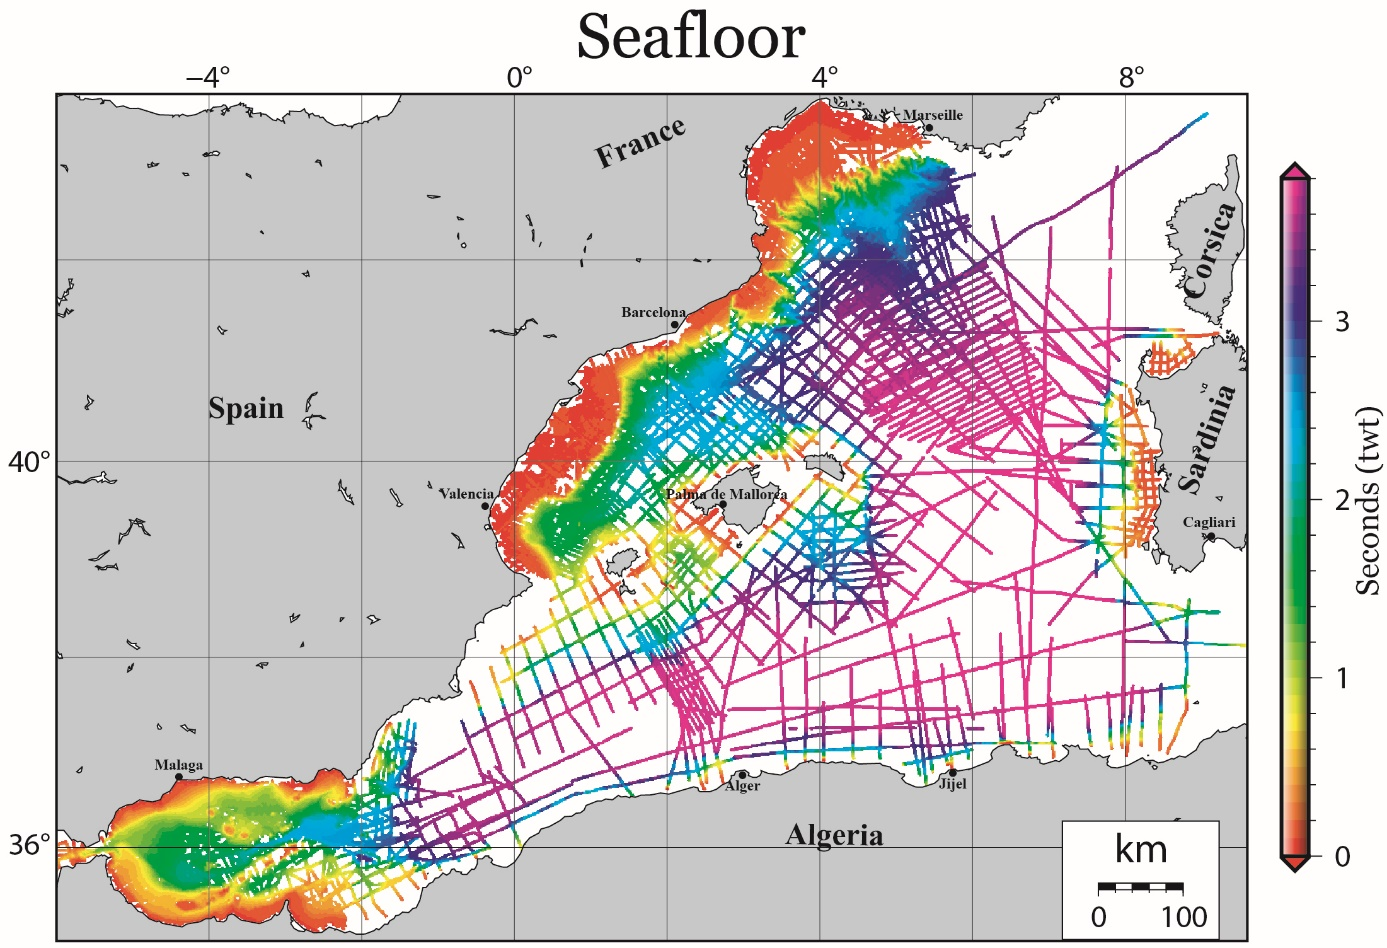 Seafloor
−4° 0° 4° 8°
Marseille
France
Corsica
Barcelona
3
Spain
Sardinia
40°
Valencia
Palma de Mallorca
2
Seconds (twt)
Cagliari
1
Malaga
Alger
Jijel
Algeria
36°
km
0 100
0